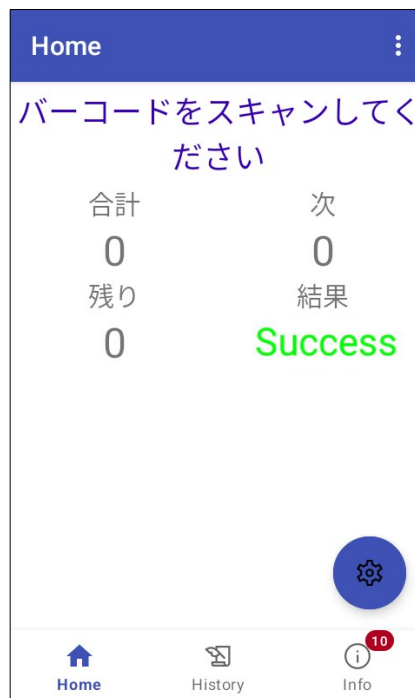 Home
バーコードをスキャンしてく
ださい
合計 次
0 0
残り 結果
0 Success
10
Home History Info